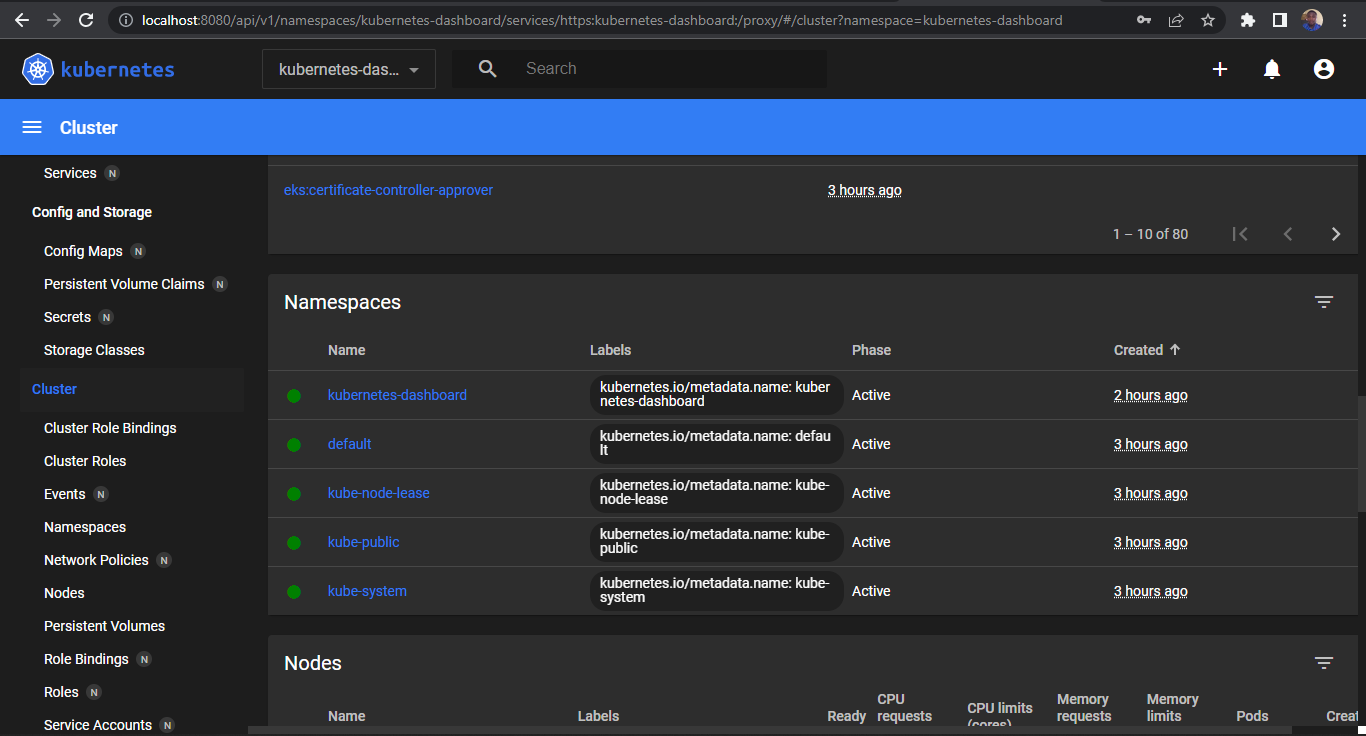 localhost:8080/api/v1/namespaces/kubernetes-dashboard/services/https:kubernetes-dashboard:/proxy/#/cluster?namespace=kubernetes-dashboard
kubernetes
kubernetes-das...
Search
Cluster
Services N
Config and Storage
Config Maps N
Persistent Volume Claims N
Secrets N
Storage Classes
Cluster
Cluster Role Bindings
Cluster Roles
Events N
Namespaces
Network Policies N
Nodes
Persistent Volumes
Role Bindings N
Roles N
Service Accounts N
eks:certificate-controller-approver 3 hours ago
1 – 10 of 80
Namespaces
Name Labels Phase Created
kubernetes-dashboard kubernetes.io/metadata.name: kuber
netes-dashboard Active 2 hours ago
default kubernetes.io/metadata.name: defau
lt Active 3 hours ago
kube-node-lease kubernetes.io/metadata.name: kube-
node-lease Active 3 hours ago
kube-public kubernetes.io/metadata.name: kube-
public Active 3 hours ago
kube-system kubernetes.io/metadata.name: kube-
system Active 3 hours ago
Nodes
Name Labels Ready CPU
requests CPU limits
(cores) Memory
requests Memory
limits Pods Creat